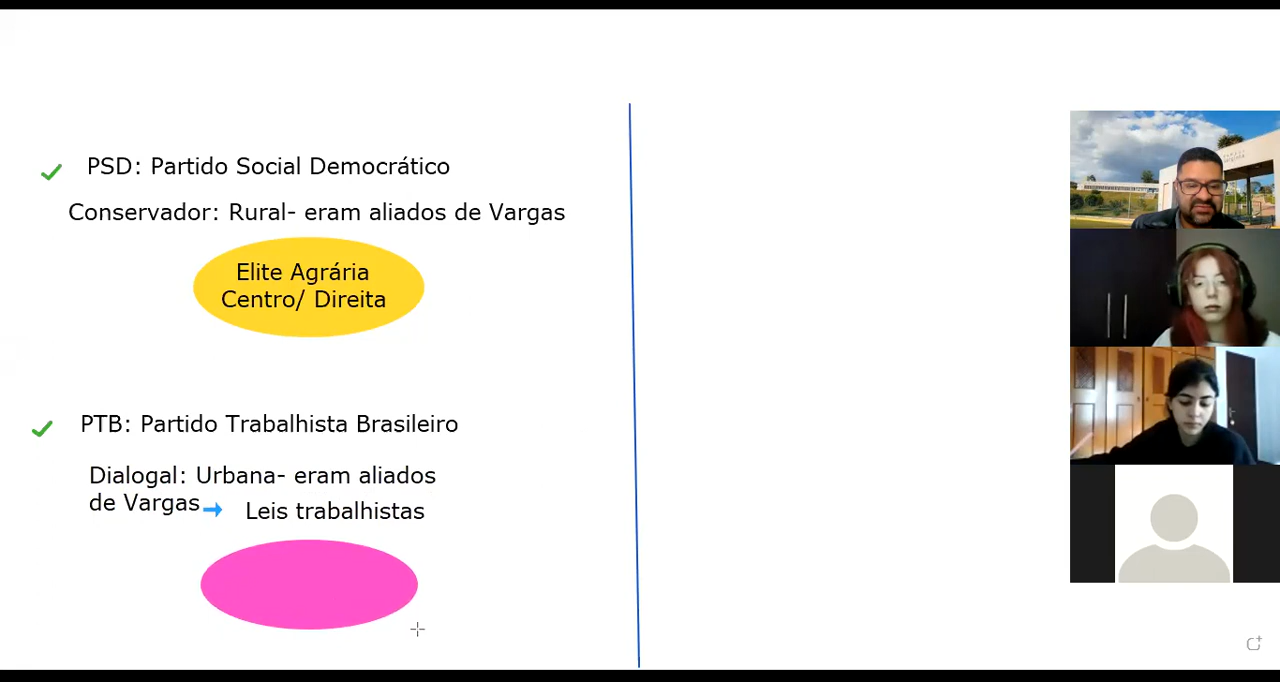 PSD: Partido Social Democrático
Conservador: Rural- eram aliados de Vargas
Elite Agrária
Centro/ Direita
PTB: Partido Trabalhista Brasileiro
Dialogal: Urbana- eram aliados
de Vargas
Leis trabalhistas